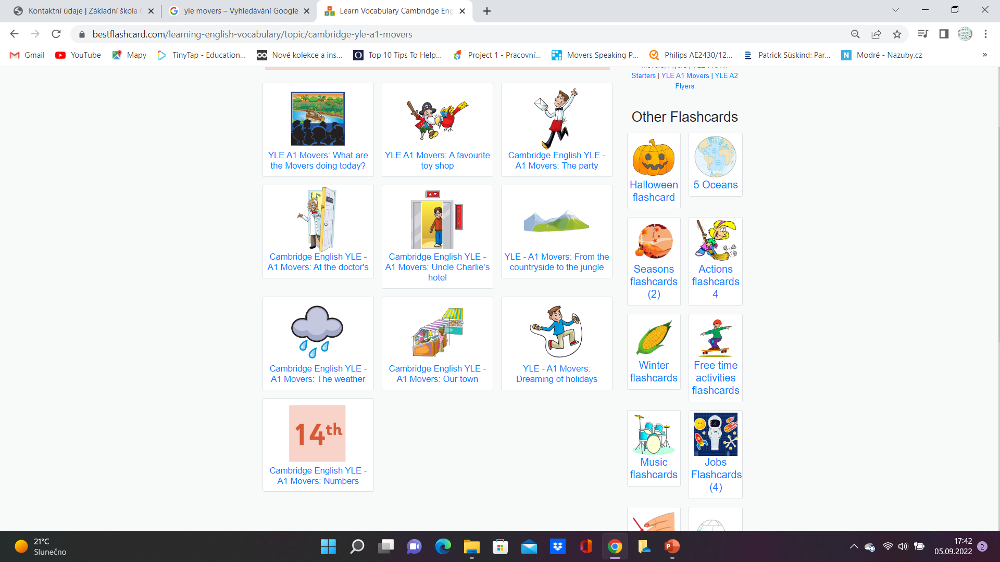 Kontaktní údaje | Základní škola
yle movers – Vyhledávání Google
Learn Vocabulary Cambridge Eng
bestflashcard.com/learning-english-vocabulary/topic/cambridge-yle-a1-movers
Gmail
YouTube
Mapy
TinyTap - Education...
Nové kolekce a ins...
Top 10 Tips To Help...
Project 1 - Pracovní...
Movers Speaking P...
Philips AE2430/12...
Patrick Süskind: Par...
Modré - Nazuby.cz
»
Starters | YLE A1 Movers | YLE A2
Flyers
YLE A1 Movers: What are
the Movers doing today?
YLE A1 Movers: A favourite
toy shop
Cambridge English YLE -
A1 Movers: The party
Cambridge English YLE -
A1 Movers: At the doctor's
Cambridge English YLE -
A1 Movers: Uncle Charlie’s
hotel
YLE - A1 Movers: From the
countryside to the jungle
Cambridge English YLE -
A1 Movers: The weather
Cambridge English YLE -
A1 Movers: Our town
YLE - A1 Movers:
Dreaming of holidays
14th
Cambridge English YLE -
A1 Movers: Numbers
Other Flashcards
Halloween
flashcard
5 Oceans
Seasons
flashcards
(2)
Actions
flashcards
4
Winter
flashcards
Free time
activities
flashcards
Music
flashcards
Jobs
Flashcards
(4)
21°C
Slunečno
17:42
05.09.2022
2